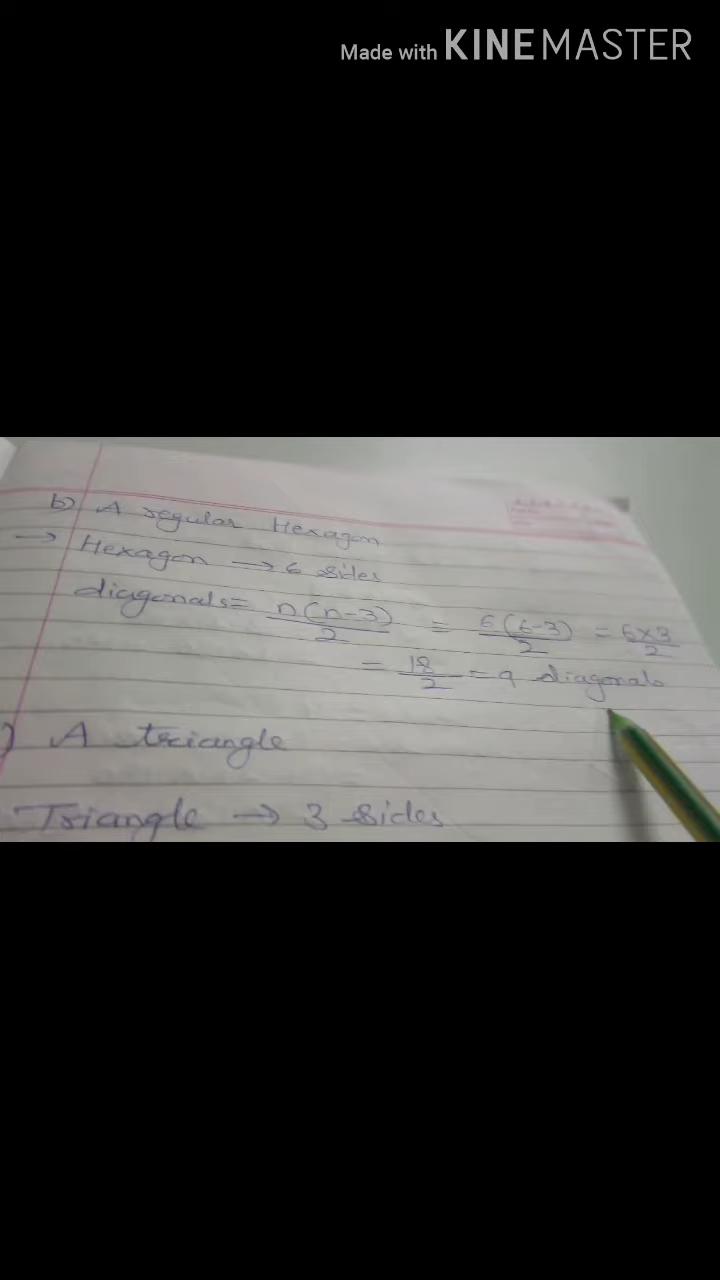 Made with KINEMASTER
b) A regular Hexagon
→ Hexagon → 6 sides
diagonals = n(n-3)/2 = 6(6-3)/2 = 6×3/2
= 18/2 = 9 diagonals
) A triangle
Triangle → 3 sides